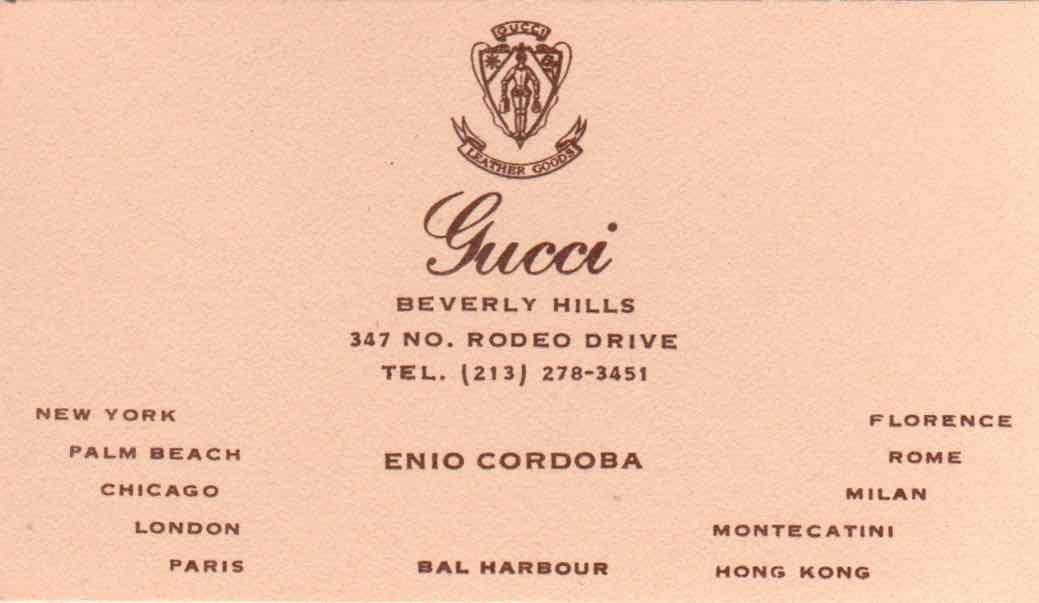 GUCCI
LEATHER GOODS
Gucci
BEVERLY HILLS
347 NO. RODEO DRIVE
TEL. (213) 278-3451
NEW YORK
PALM BEACH
CHICAGO
LONDON
PARIS
ENIO CORDOBA
BAL HARBOUR
FLORENCE
ROME
MILAN
MONTECATINI
HONG KONG